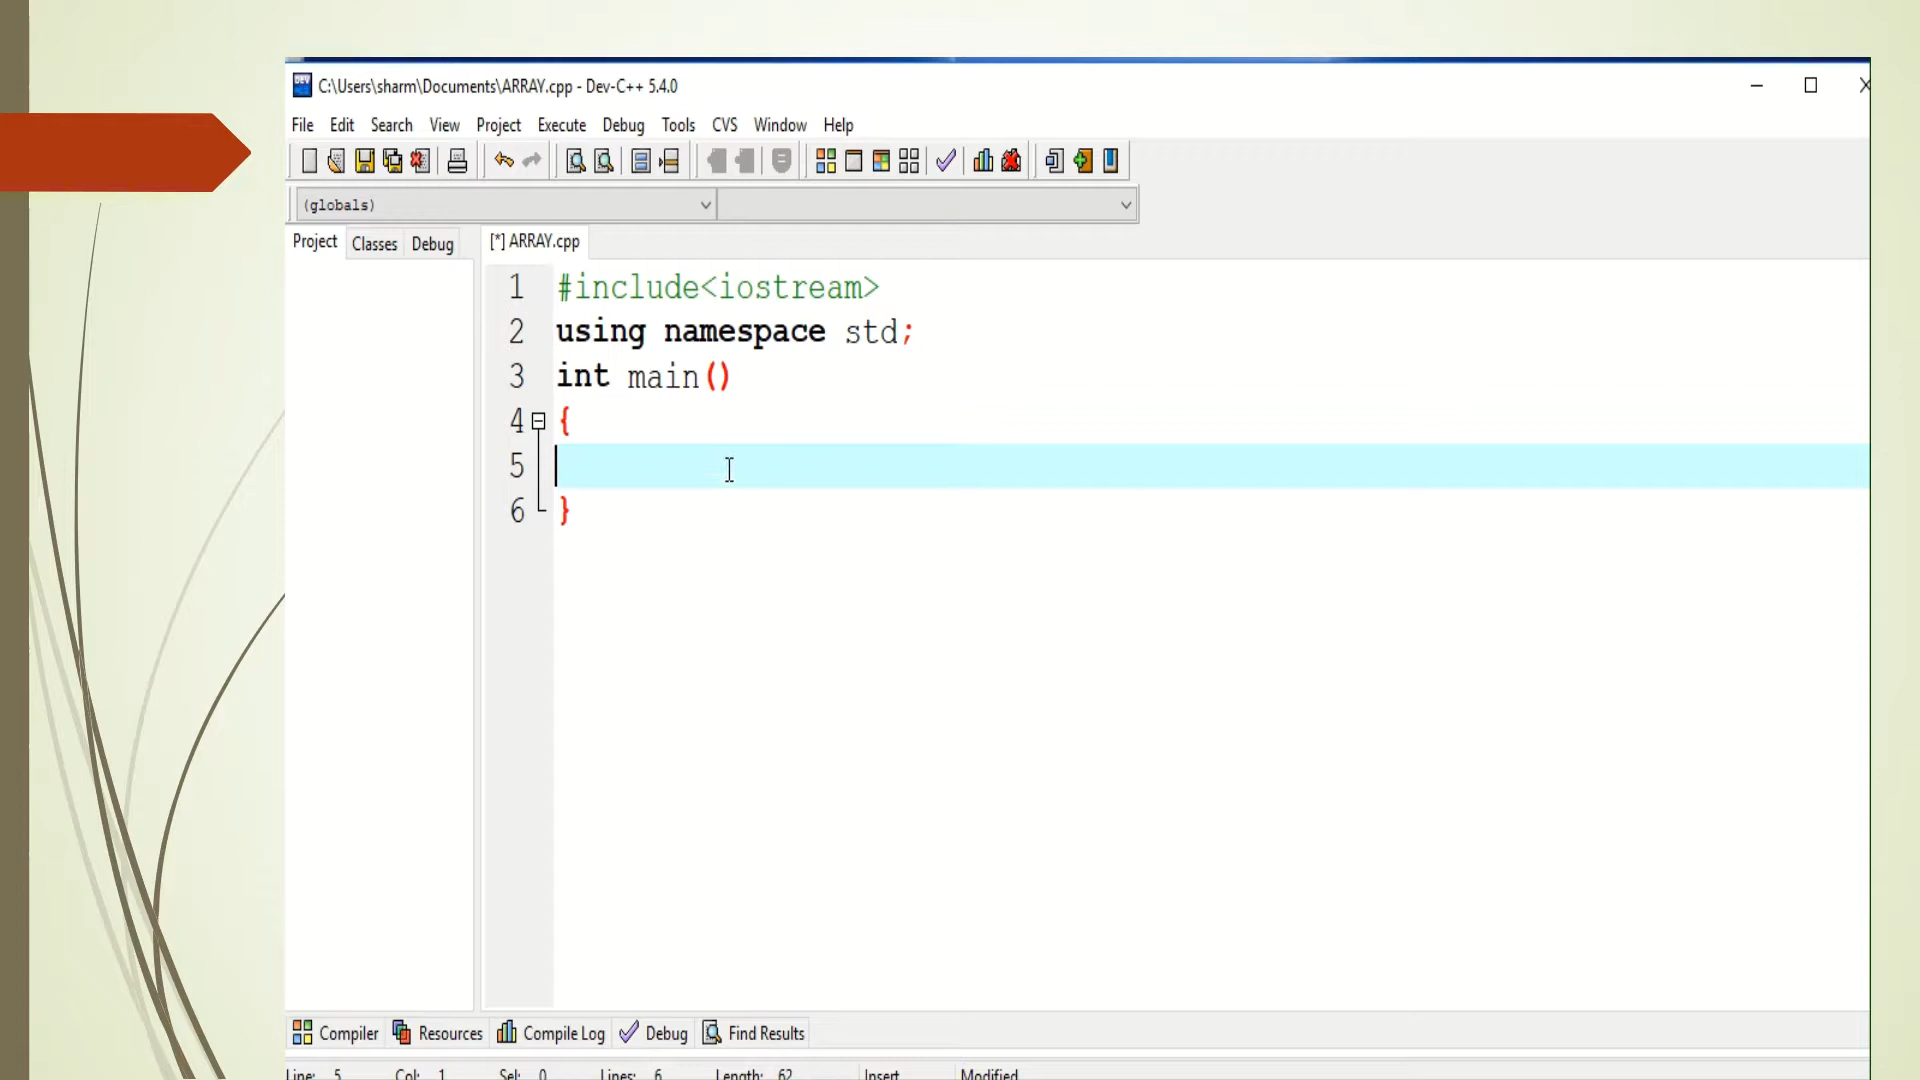 C:\Users\sharm\Documents\ARRAY.cpp - Dev-C++ 5.4.0
File Edit Search View Project Execute Debug Tools CVS Window Help
(globals)
Project Classes Debug [*] ARRAY.cpp
1 #include<iostream>
2 using namespace std;
3 int main()
4 {
5
6 }
Compiler Resources Compile Log Debug Find Results
Line: 5 Col: 1 Sel: 0 Lines: 6 Length: 62 Insert Modified